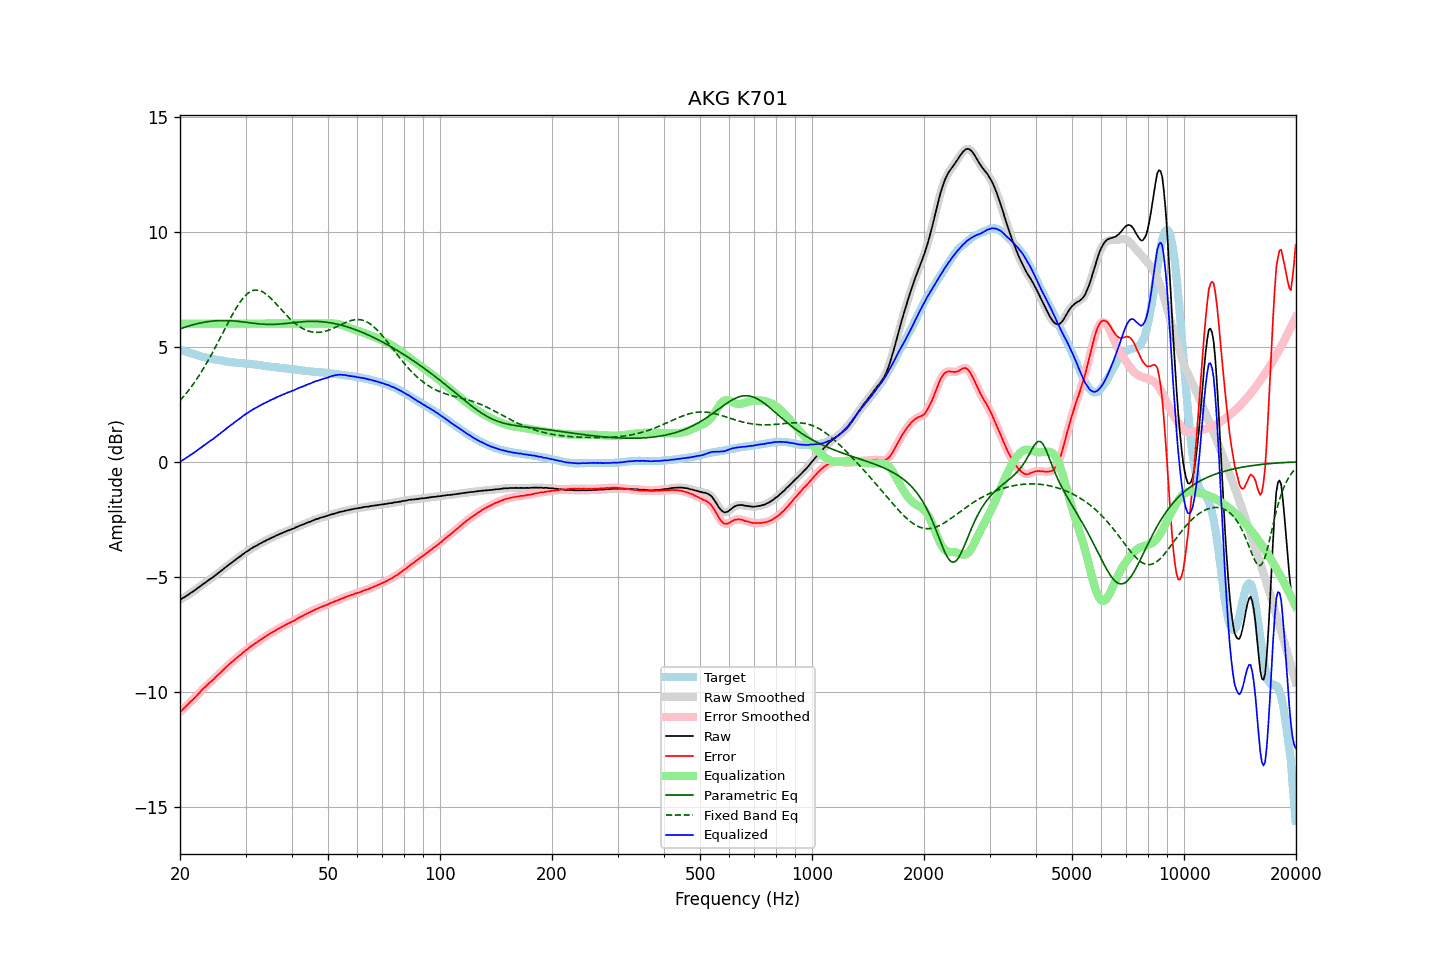 AKG K701
Amplitude (dBr)
15
10
5
0
−5
−10
−15
Target
Raw Smoothed
Error Smoothed
Raw
Error
Equalization
Parametric Eq
Fixed Band Eq
Equalized
20 50 100 200 500 1000 2000 5000 10000 20000
Frequency (Hz)